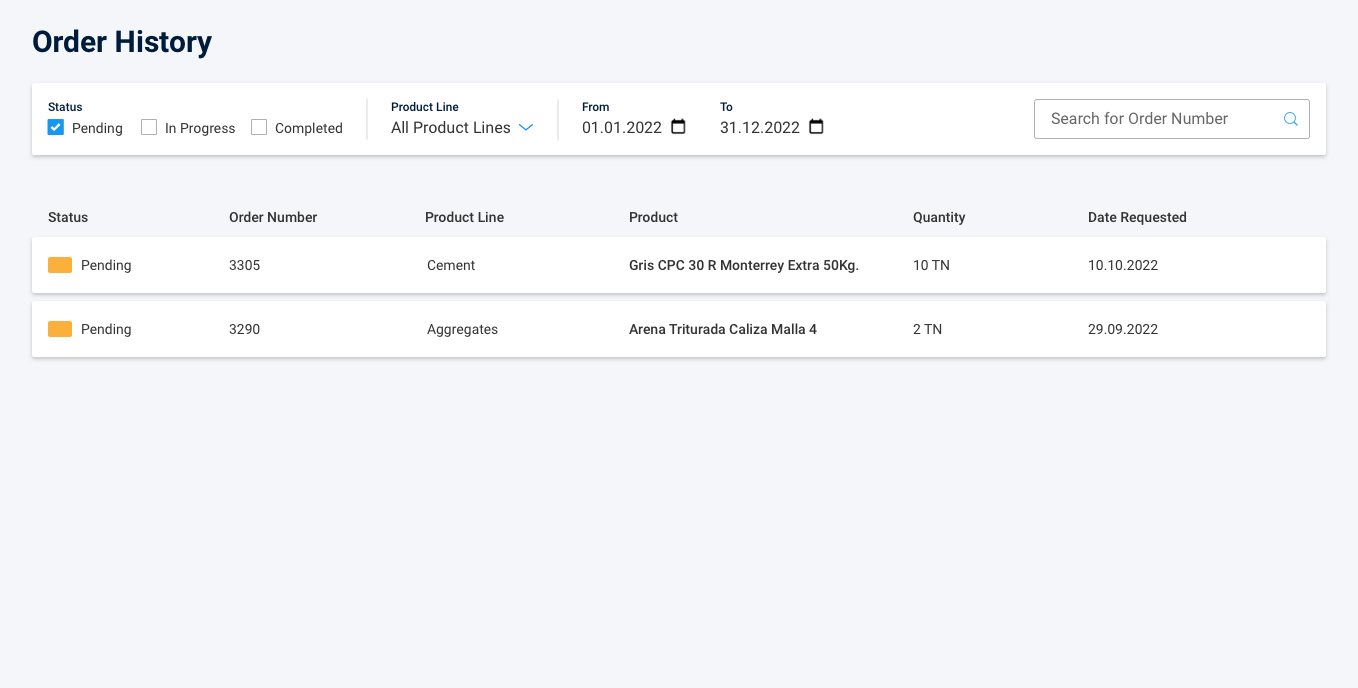 Order History
Status
Pending In Progress Completed
Product Line
All Product Lines
From
01.01.2022
To
31.12.2022
Search for Order Number
Status Order Number Product Line Product Quantity Date Requested
Pending 3305 Cement Gris CPC 30 R Monterrey Extra 50Kg. 10 TN 10.10.2022
Pending 3290 Aggregates Arena Triturada Caliza Malla 4 2 TN 29.09.2022